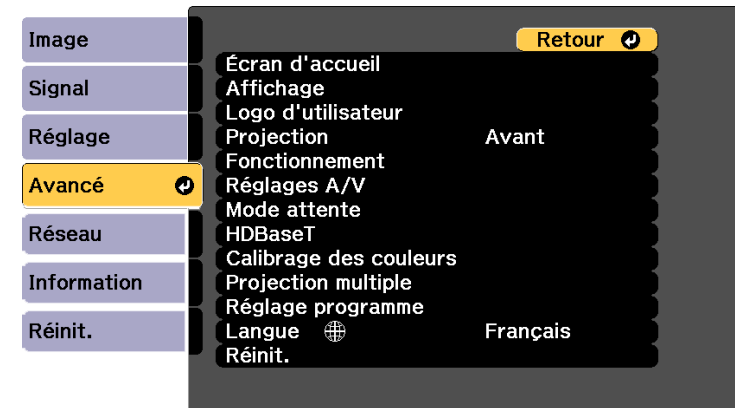 Image
Signal
Réglage
Avancé
Réseau
Information
Réinit.
Retour
Écran d'accueil
Affichage
Logo d'utilisateur
Projection Avant
Fonctionnement
Réglages A/V
Mode attente
HDBaseT
Calibrage des couleurs
Projection multiple
Réglage programme
Langue Français
Réinit.